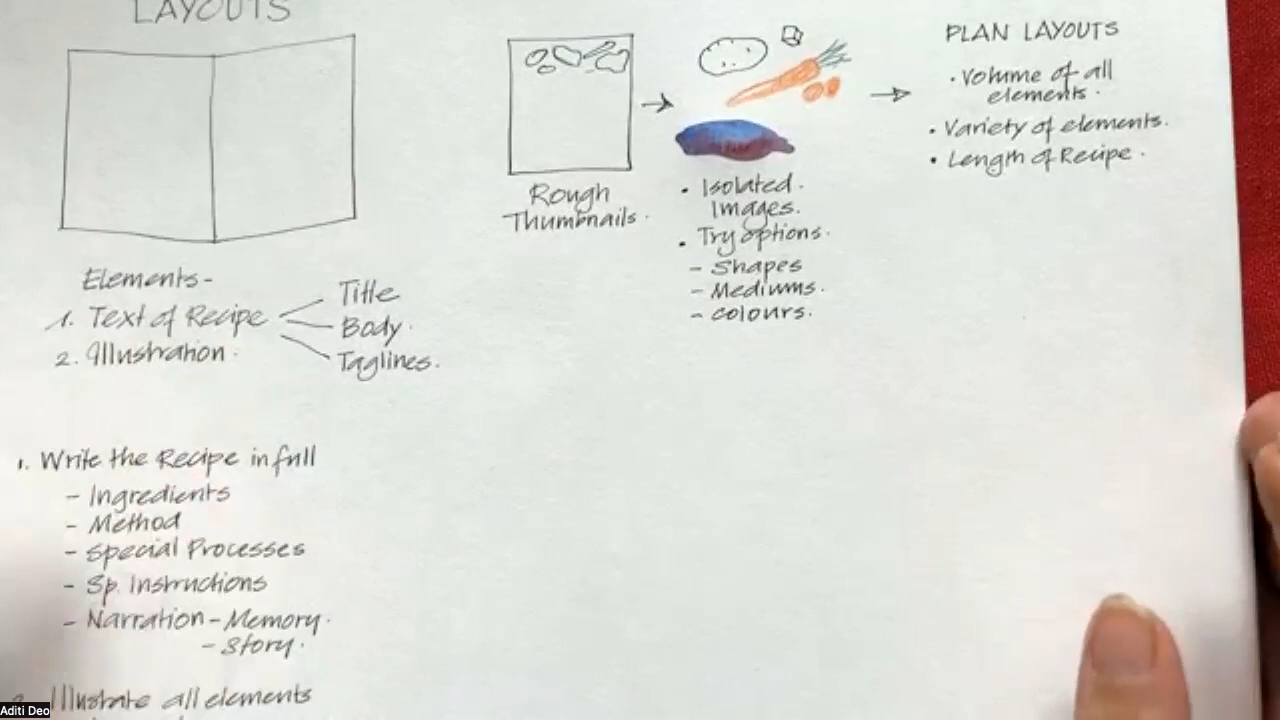 LAYOUTS
Elements-
1. Text of Recipe
2. Illustration.
Title
Body.
Taglines.
Rough
Thumbnails.
• Isolated.
Images.
• Try options.
- Shapes
- Mediums.
- colours.
PLAN LAYOUTS
• Volume of all
elements.
• Variety of elements.
• Length of Recipe.
1. Write the Recipe in full
- Ingredients
- Method
- Special Processes
- Sp. Instructions
- Narration - Memory.
- Story.
2. Illustrate all elements
Aditi Deo